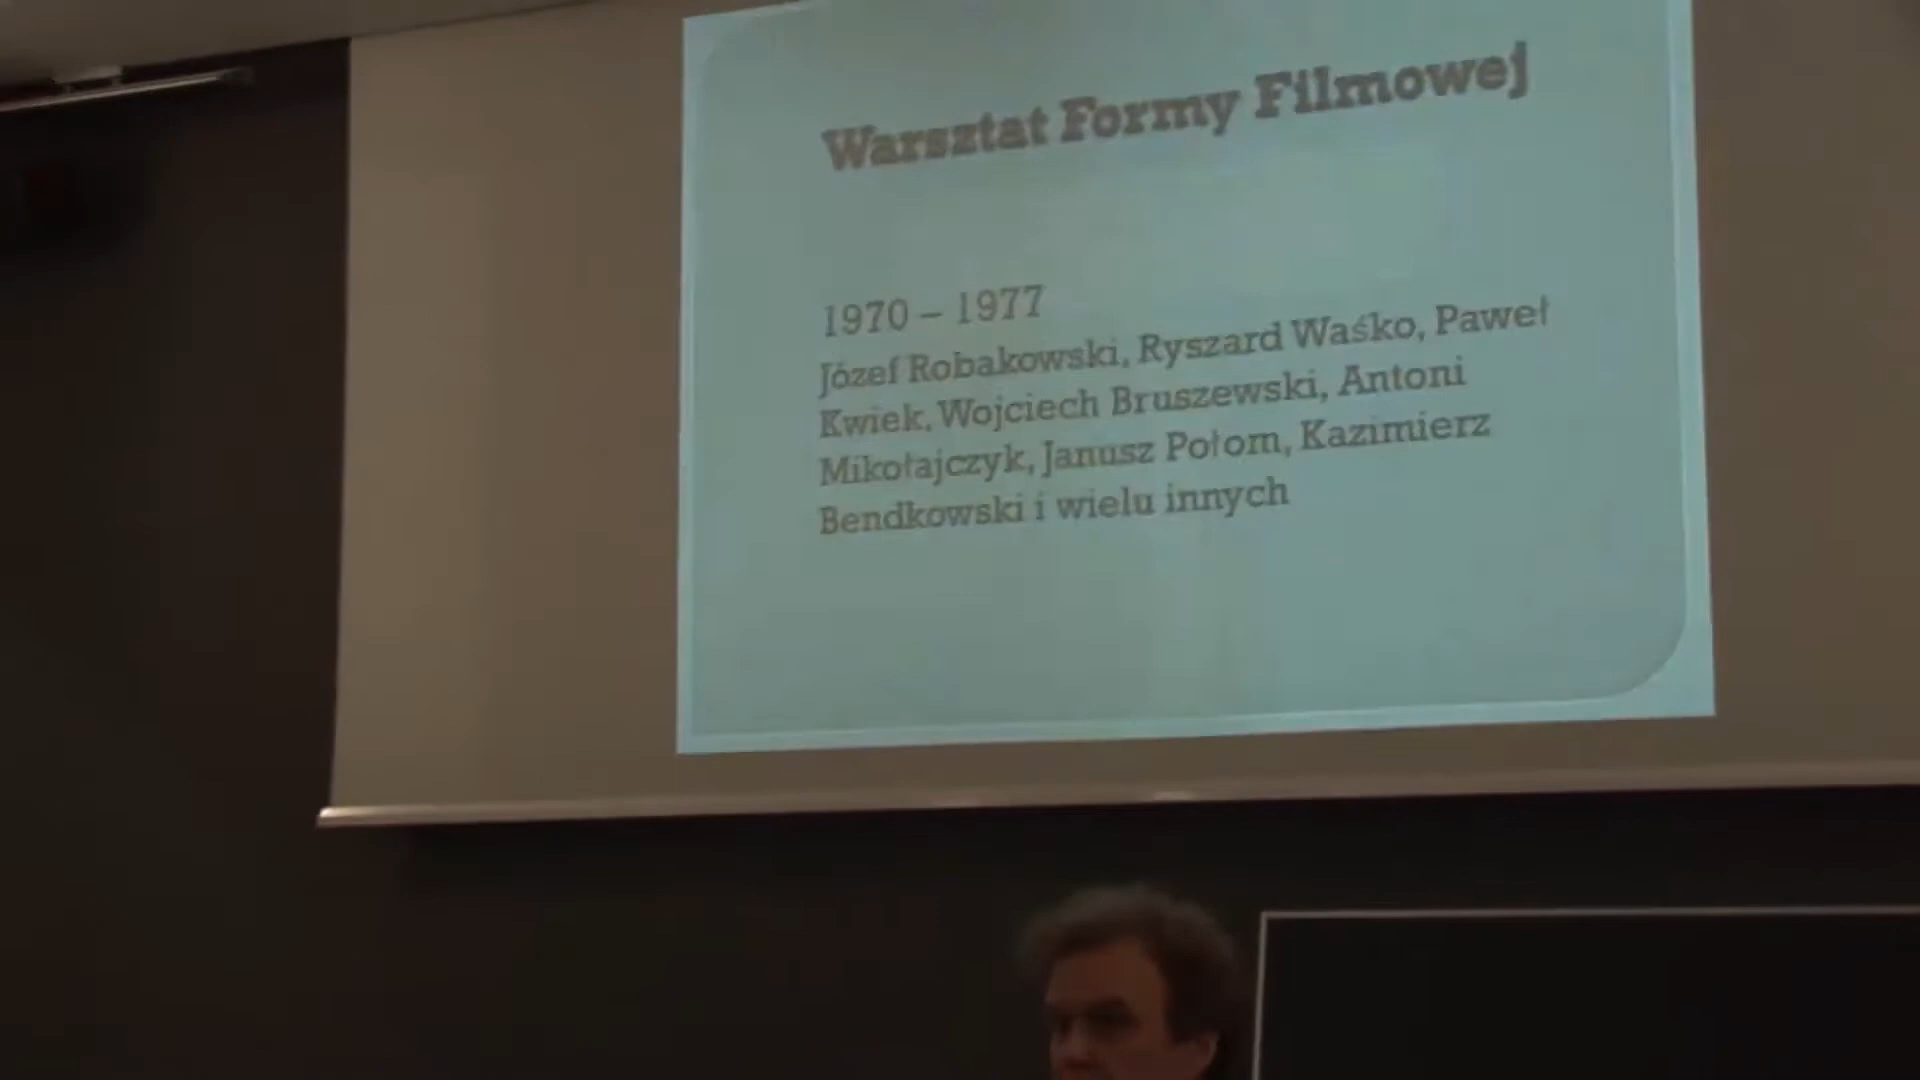 Warsztat Formy Filmowej
1970 – 1977
Józef Robakowski, Ryszard Waśko, Paweł
Kwiek, Wojciech Bruszewski, Antoni
Mikołajczyk, Janusz Połom, Kazimierz
Bendkowski i wielu innych